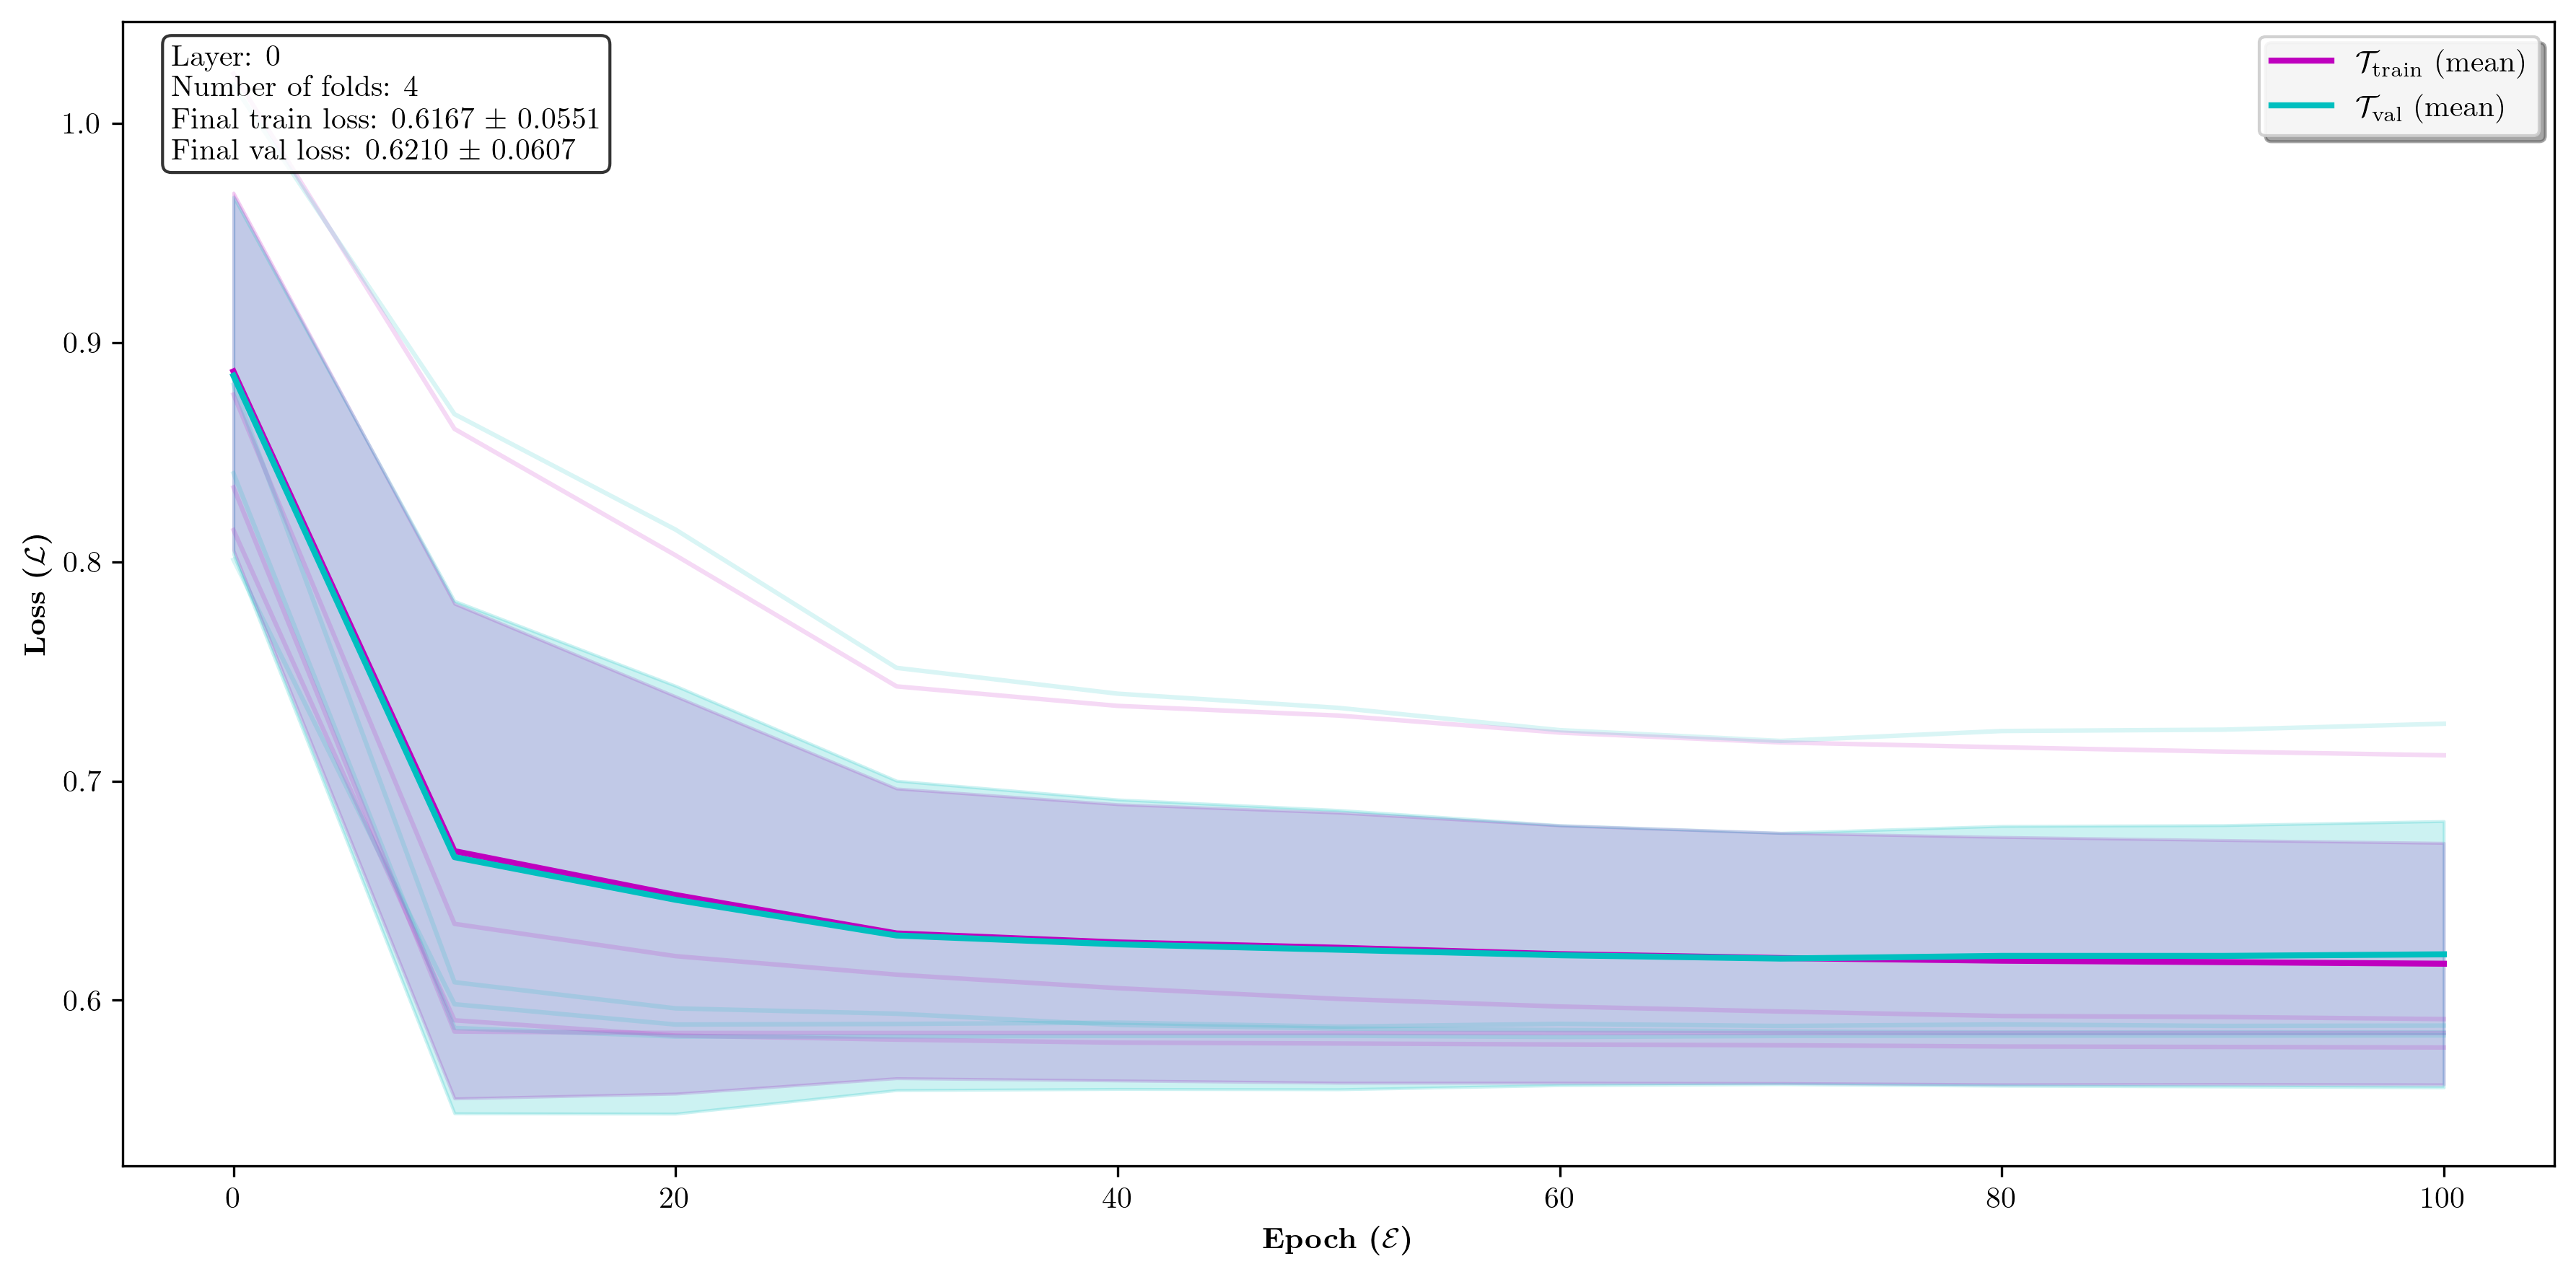 Layer: 0
Number of folds: 4
Final train loss: 0.6167 ± 0.0551
Final val loss: 0.6210 ± 0.0607
𝒯train (mean)
𝒯val (mean)
1.0
0.9
0.8
0.7
0.6
Loss (ℒ)
0 20 40 60 80 100
Epoch (ℰ)